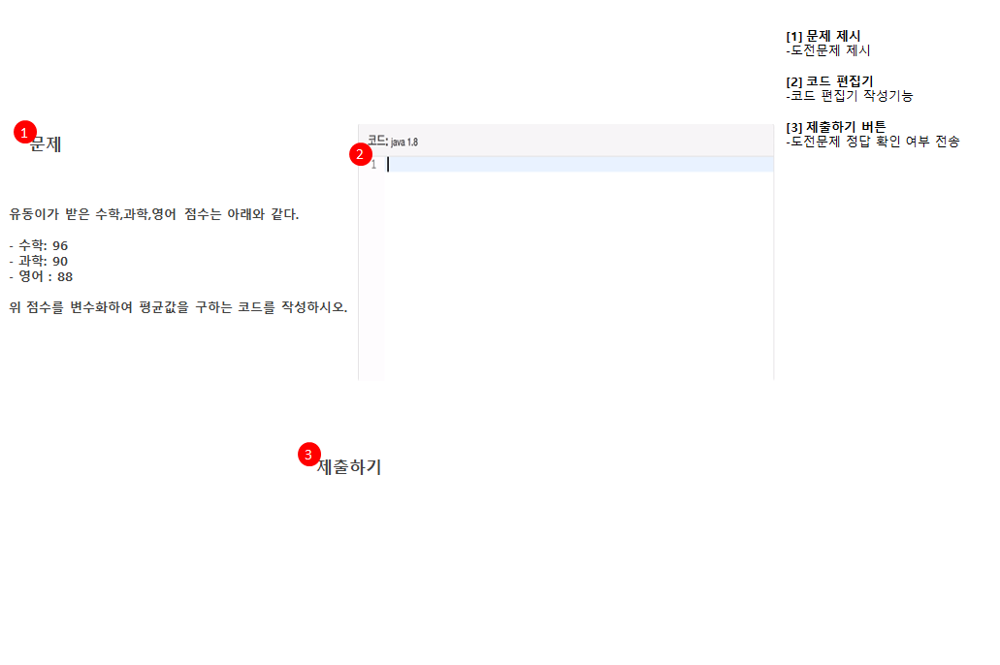 1
문제
유동이가 받은 수학,과학,영어 점수는 아래와 같다.
- 수학: 96
- 과학: 90
- 영어 : 88
위 점수를 변수화하여 평균값을 구하는 코드를 작성하시오.
코드: java 1.8
2
1
3
제출하기
[1] 문제 제시
-도전문제 제시
[2] 코드 편집기
-코드 편집기 작성기능
[3] 제출하기 버튼
-도전문제 정답 확인 여부 전송